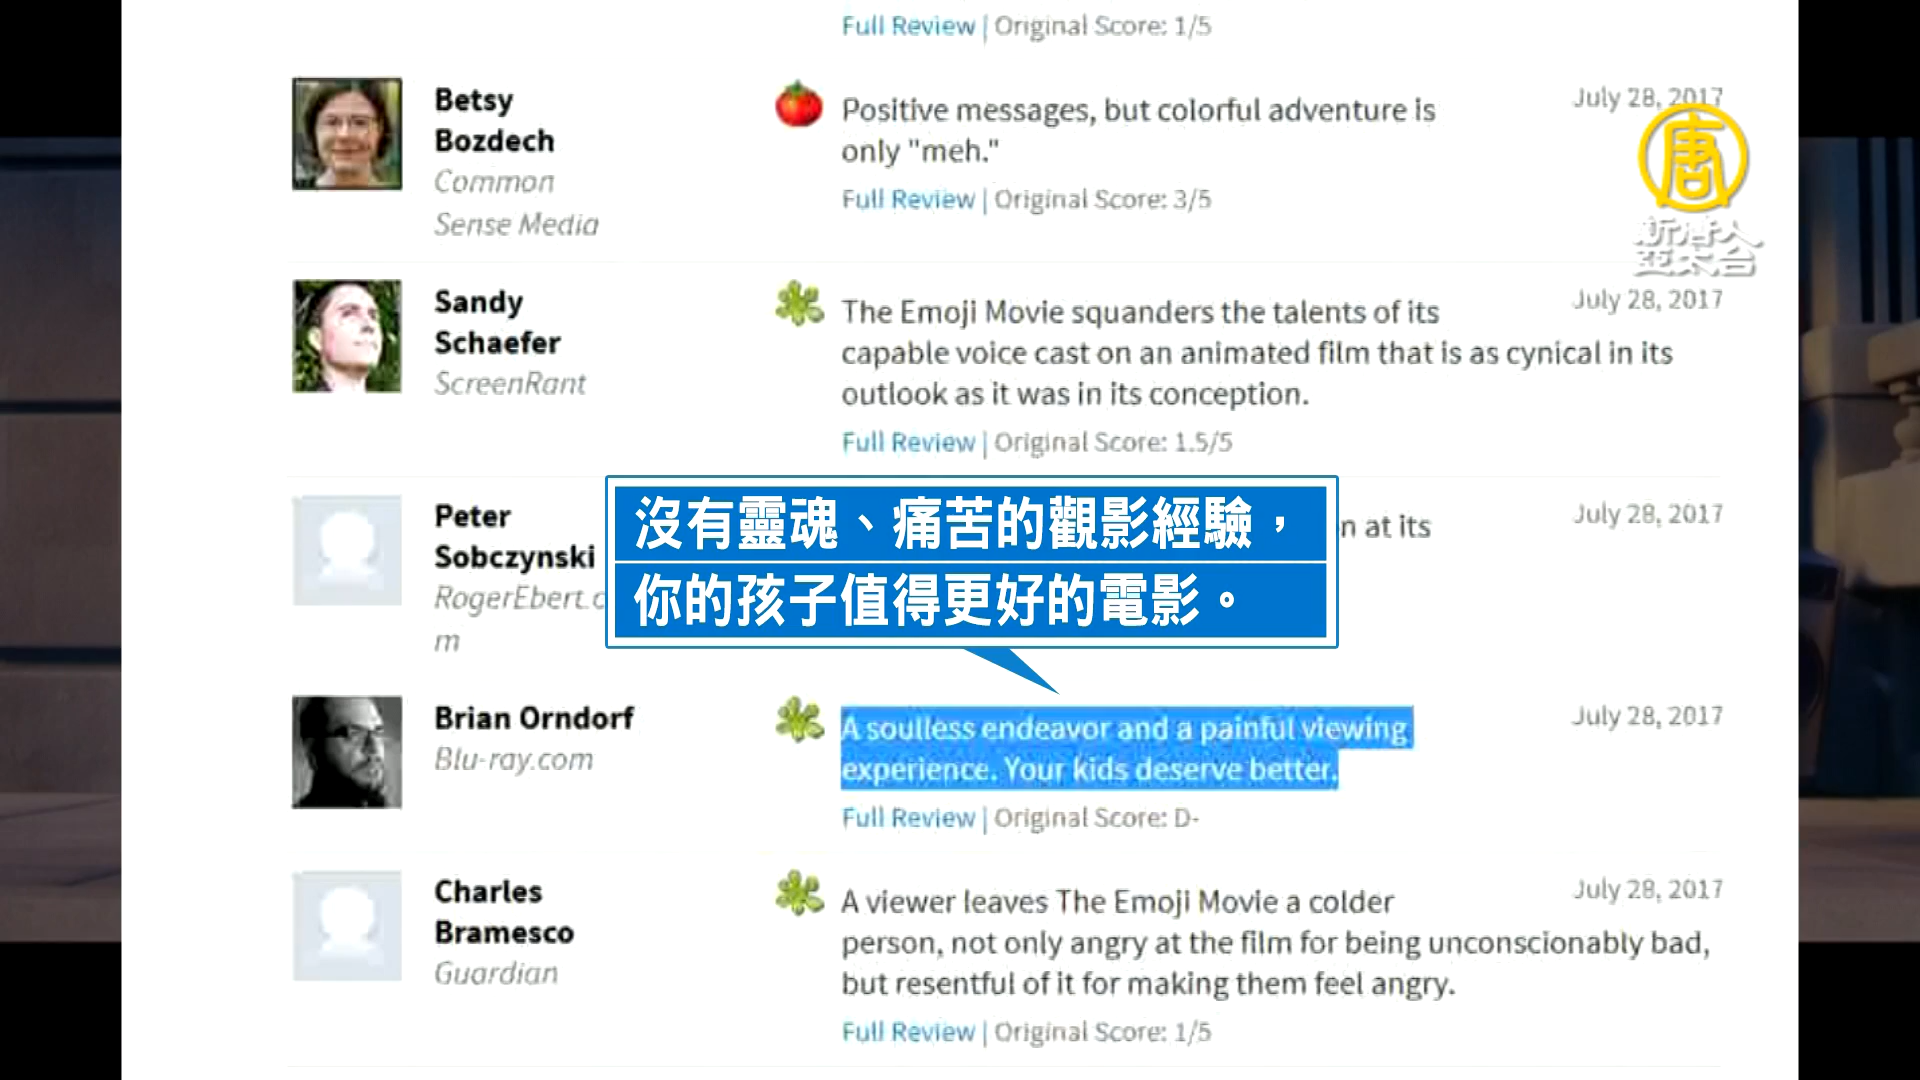 Full Review | Original Score: 1/5
Betsy
Bozdech
Common
Sense Media
Positive messages, but colorful adventure is
only "meh."
Full Review | Original Score: 3/5
July 28, 2017
唐
新唐人
亞太台
Sandy
Schaefer
ScreenRant
The Emoji Movie squanders the talents of its
capable voice cast on an animated film that is as cynical in its
outlook as it was in its conception.
Full Review | Original Score: 1.5/5
July 28, 2017
Peter
Sobczynski
RogerEbert.c
m
n at its
July 28, 2017
沒有靈魂、痛苦的觀影經驗，
你的孩子值得更好的電影。
Brian Orndorf
Blu-ray.com
A soulless endeavor and a painful viewing
experience. Your kids deserve better.
Full Review | Original Score: D-
July 28, 2017
Charles
Bramesco
Guardian
A viewer leaves The Emoji Movie a colder
person, not only angry at the film for being unconscionably bad,
but resentful of it for making them feel angry.
Full Review | Original Score: 1/5
July 28, 2017